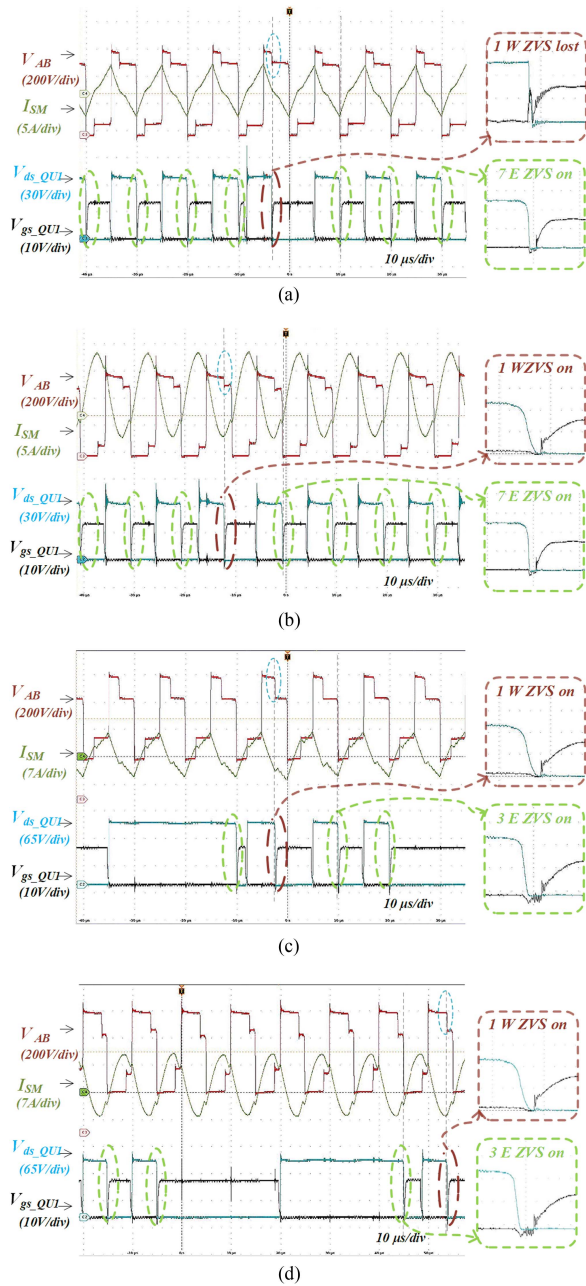 V_AB
(200V/div)
I_SM
(5A/div)
V_ds_QU1
(30V/div)
V_gs_QU1
(10V/div)
10 μs/div
1 W ZVS lost
7 E ZVS on
(a)
V_AB
(200V/div)
I_SM
(5A/div)
V_ds_QU1
(30V/div)
V_gs_QU1
(10V/div)
10 μs/div
1 WZVS on
7 E ZVS on
(b)
V_AB
(200V/div)
I_SM
(7A/div)
V_ds_QU1
(65V/div)
V_gs_QU1
(10V/div)
10 μs/div
1 W ZVS on
3 E ZVS on
(c)
V_AB
(200V/div)
I_SM
(7A/div)
V_ds_QU1
(65V/div)
V_gs_QU1
(10V/div)
10 μs/div
1 W ZVS on
3 E ZVS on
(d)